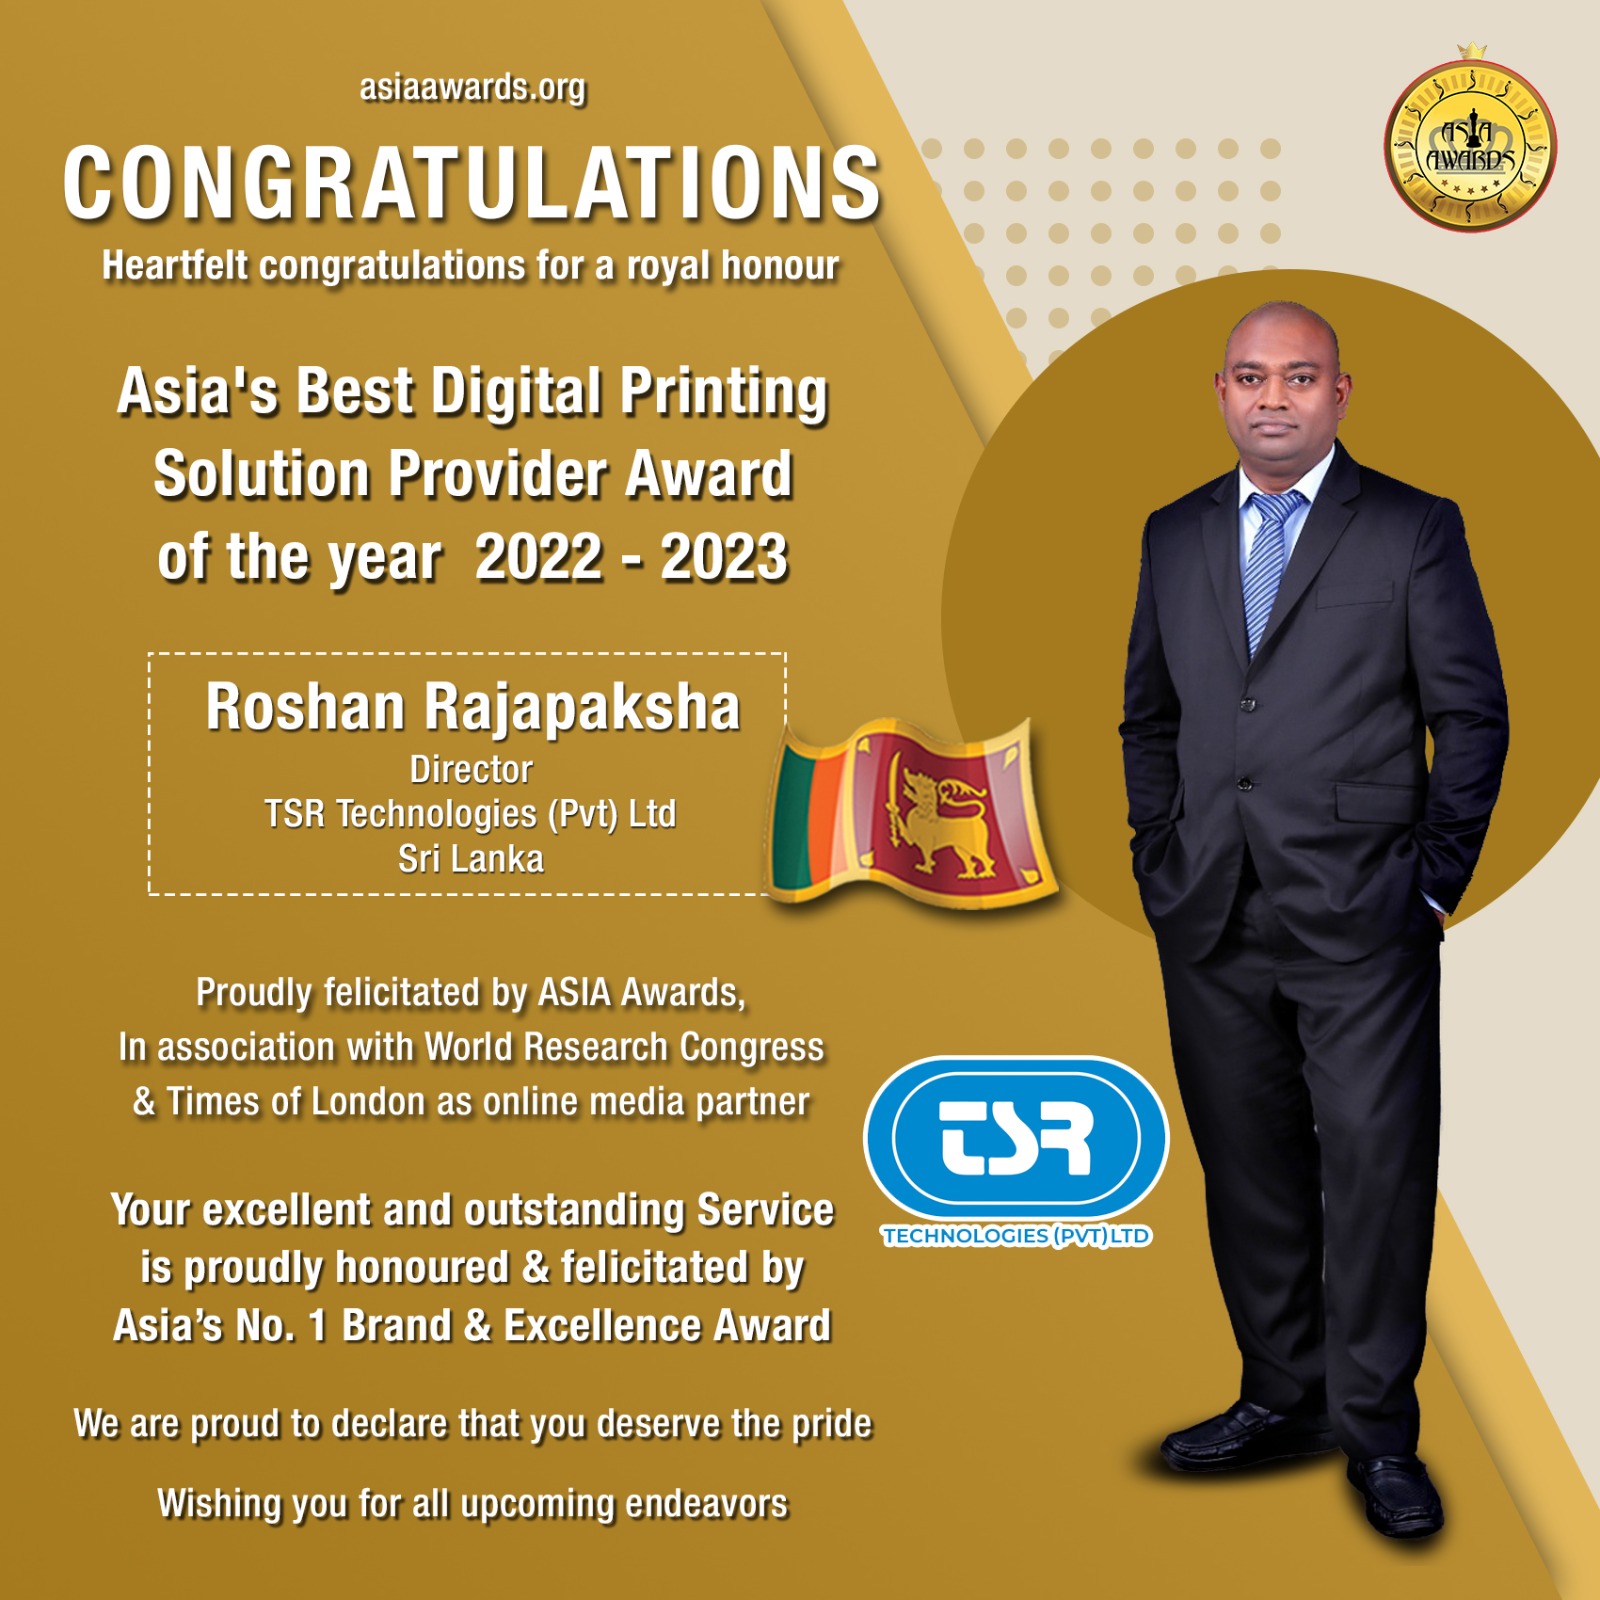 asiaawards.org
CONGRATULATIONS
Heartfelt congratulations for a royal honour
ASIA
AWARDS
Asia's Best Digital Printing
Solution Provider Award
of the year 2022 - 2023
Roshan Rajapaksha
Director
TSR Technologies (Pvt) Ltd
Sri Lanka
Proudly felicitated by ASIA Awards,
In association with World Research Congress
& Times of London as online media partner
TSR
TECHNOLOGIES (PVT) LTD
Your excellent and outstanding Service
is proudly honoured & felicitated by
Asia’s No. 1 Brand & Excellence Award
We are proud to declare that you deserve the pride
Wishing you for all upcoming endeavors